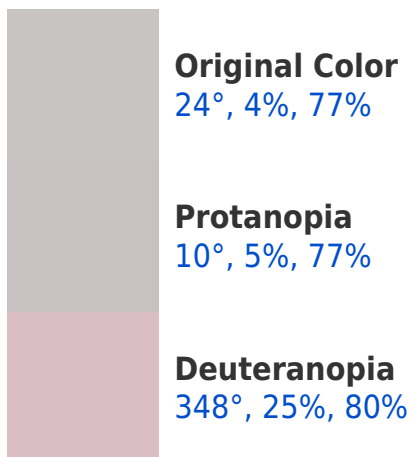 Original Color
24°, 4%, 77%
Protanopia
10°, 5%, 77%
Deuteranopia
348°, 25%, 80%